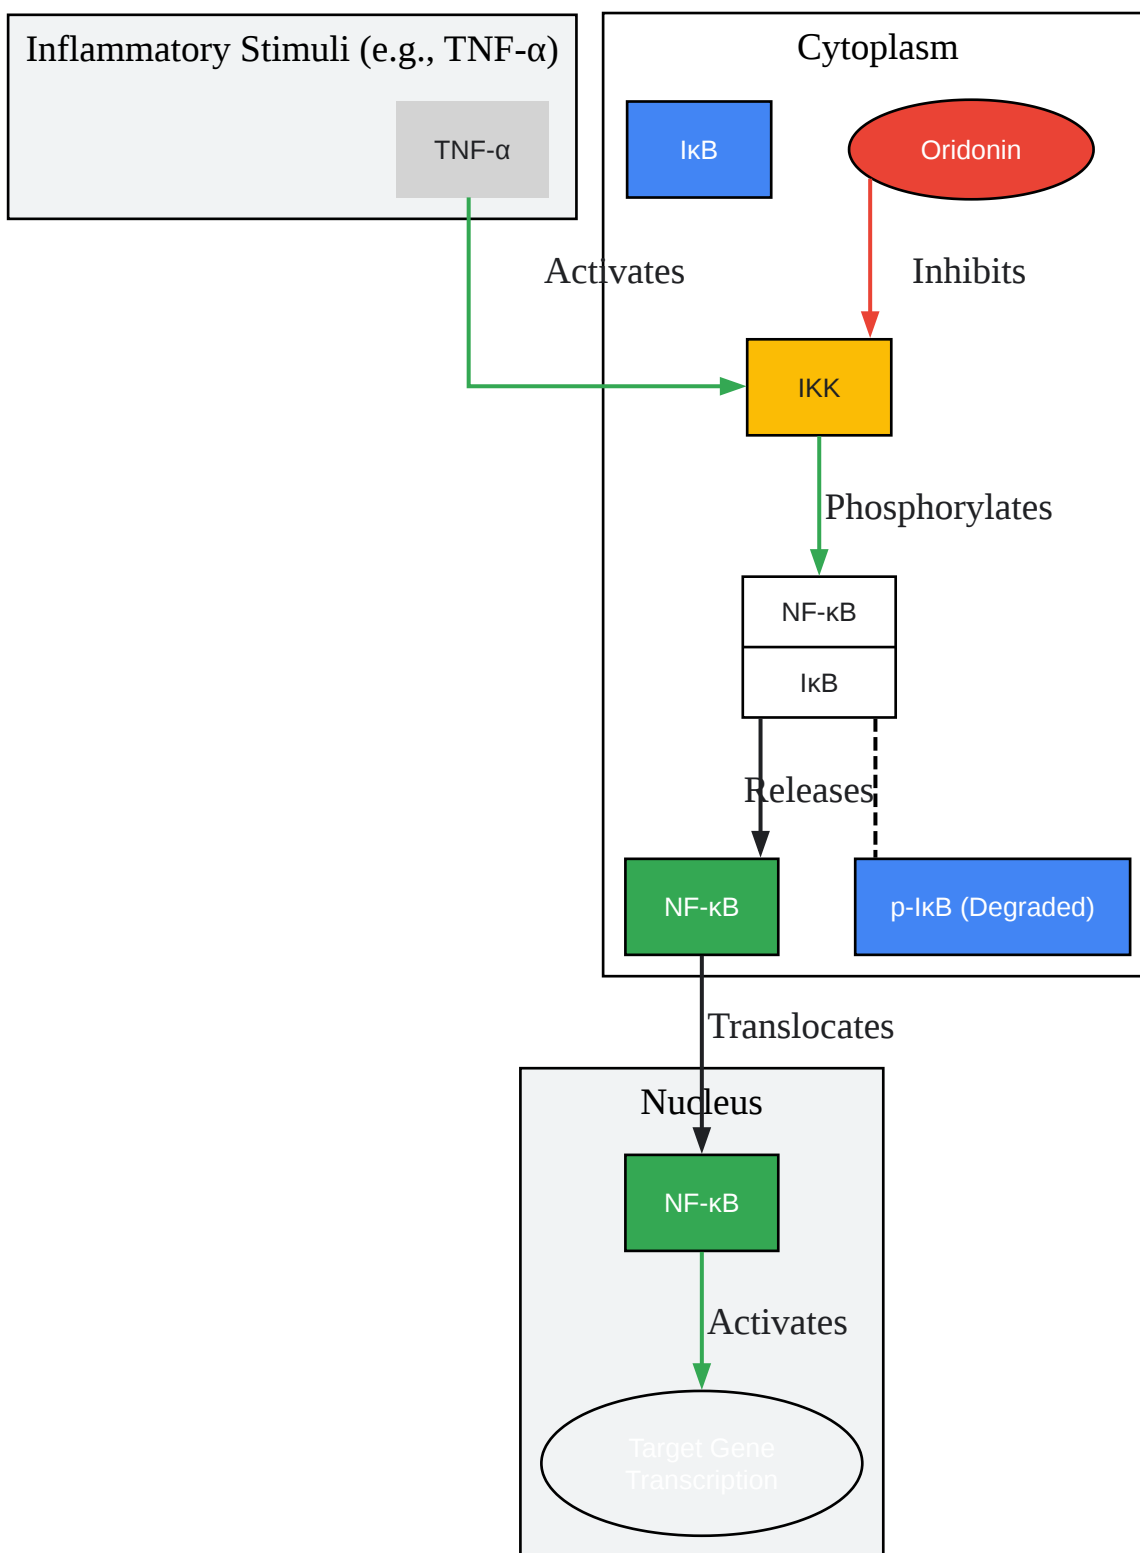 Inflammatory Stimuli (e.g., TNF-α)
Cytoplasm
TNF-α
IκB
Oridonin
Activates
Inhibits
IKK
Phosphorylates
NF-κB
IκB
Releases
NF-κB
p-IκB (Degraded)
Translocates
Nucleus
NF-κB
Activates
Target Gene
Transcription